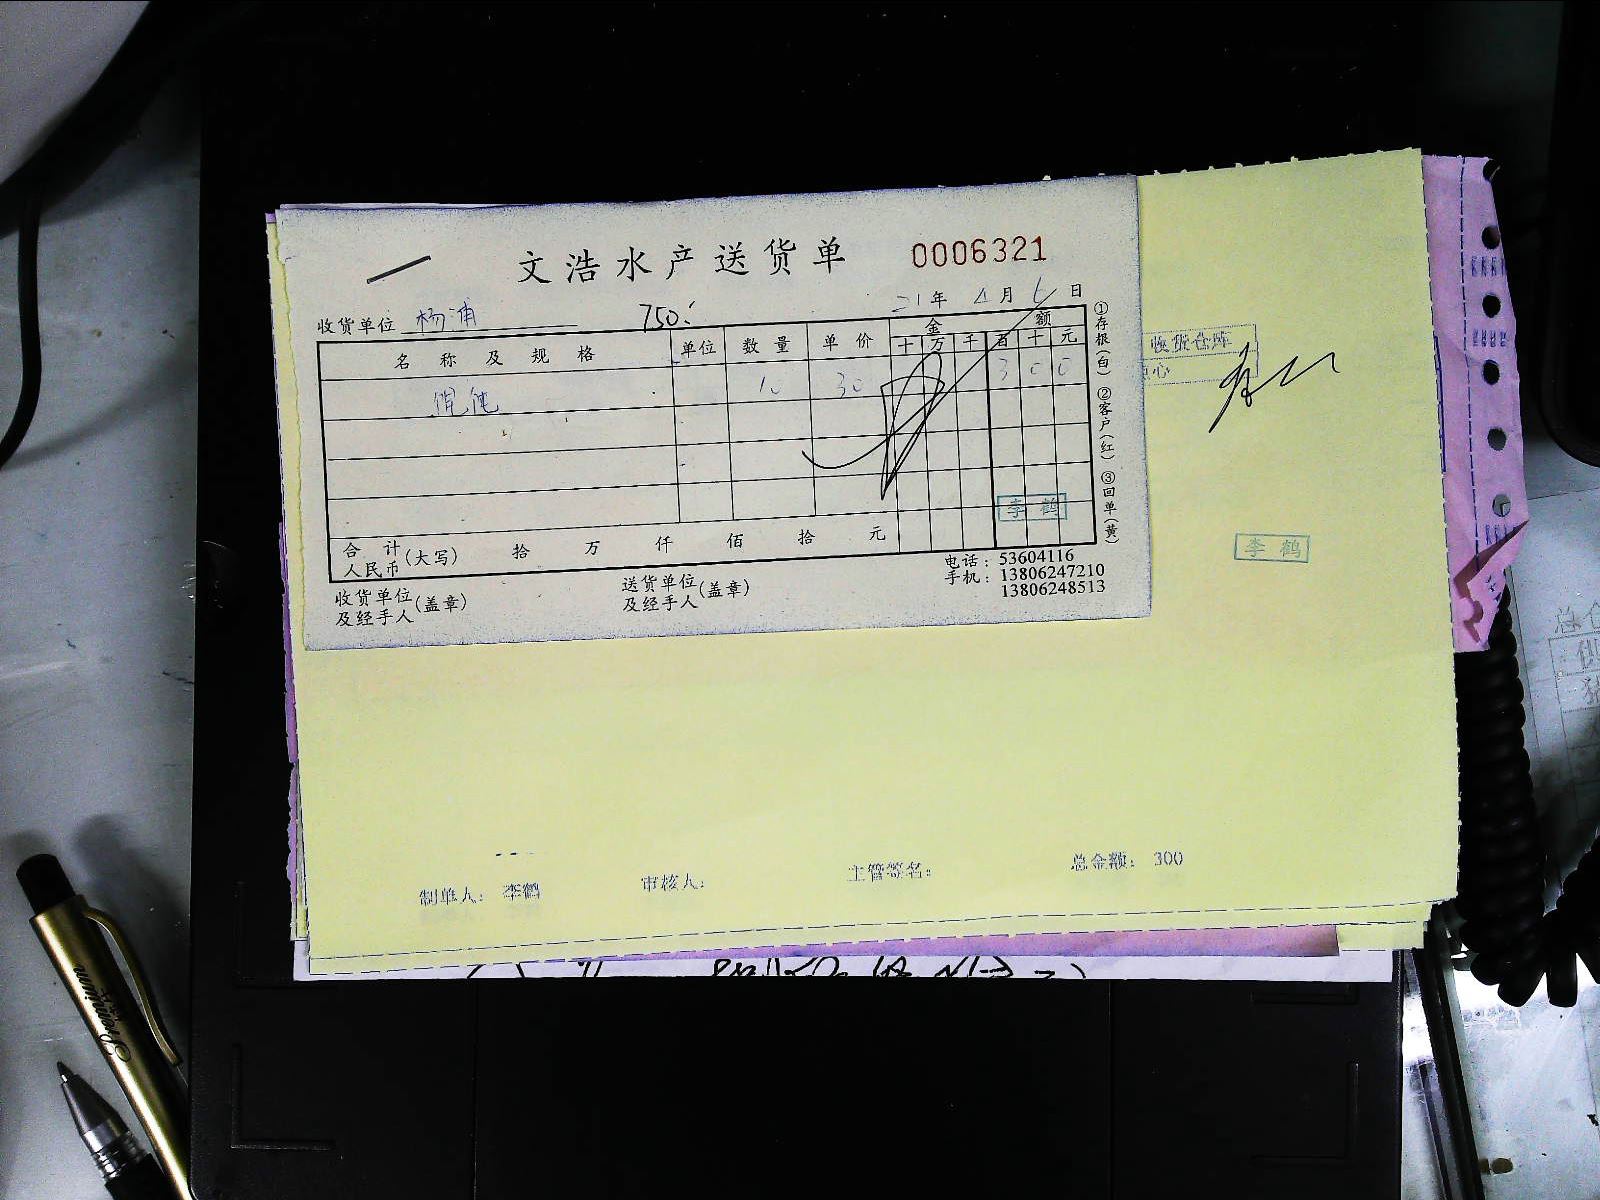 文浩水产送货单 0006321
收货单位 杨浦 750: 二1年 4月 6日
名称及规格 单位 数量 单价 金额
十 万 千 百 十 元
10 30 3 0 0
李鹤
合计(大写) 拾 万 仟 佰 拾 元
人民币
收货单位(盖章)
及经手人
送货单位(盖章)
及经手人
电话:53604116
手机:13806247210
13806248513
①存根(白) ②客户(红) ③回单(黄)
收货仓库
点心
李鹤
制单人: 李鹤 审核人: 主管签名: 总金额: 300